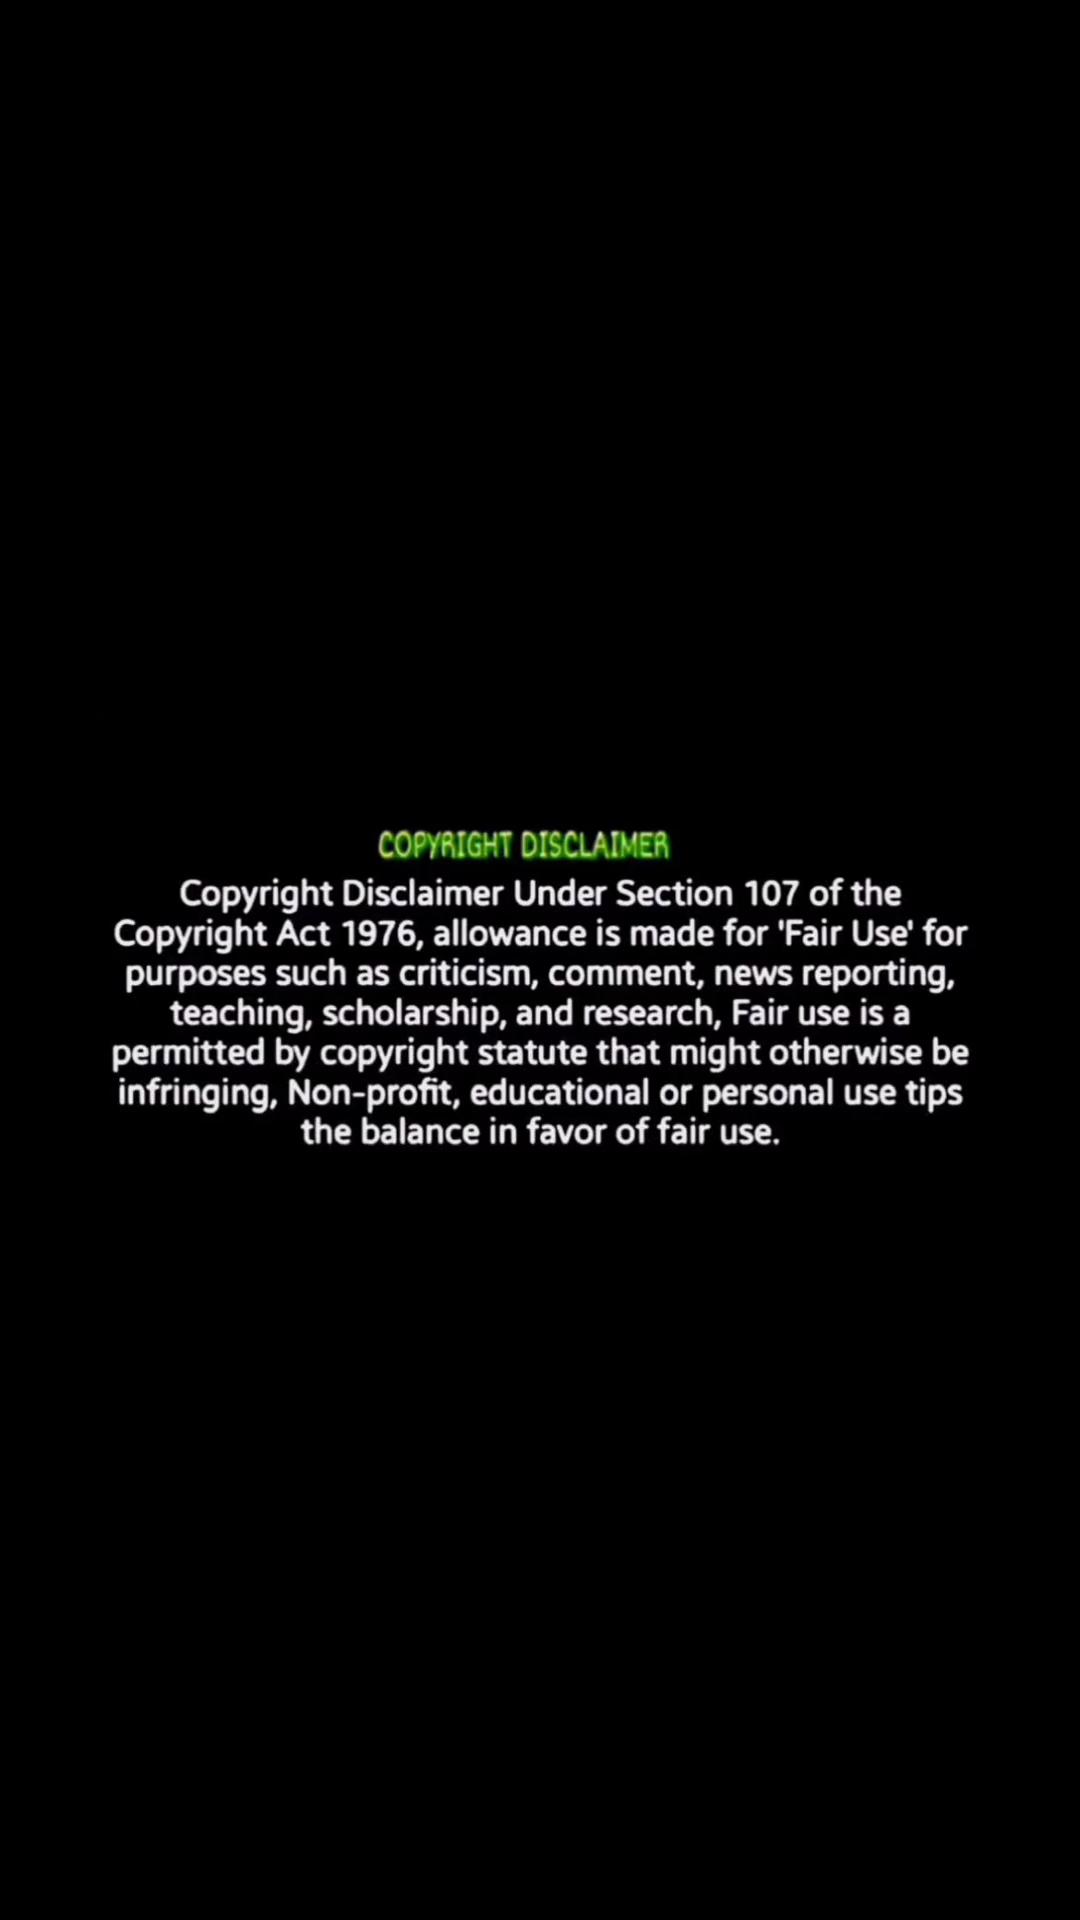 COPYRIGHT DISCLAIMER
Copyright Disclaimer Under Section 107 of the
Copyright Act 1976, allowance is made for 'Fair Use' for
purposes such as criticism, comment, news reporting,
teaching, scholarship, and research, Fair use is a
permitted by copyright statute that might otherwise be
infringing, Non-profit, educational or personal use tips
the balance in favor of fair use.